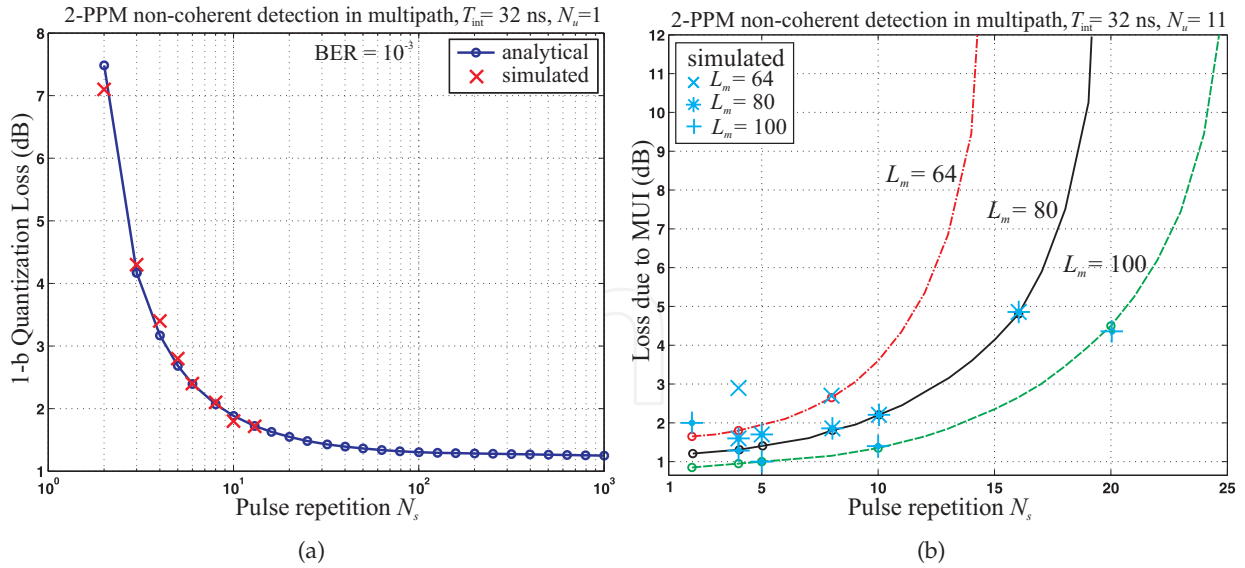 2-PPM non-coherent detection in multipath, T_int = 32 ns, N_u=1
BER = 10^-3
analytical
simulated
1-b Quantization Loss (dB)
8
7
6
5
4
3
2
1
10^0
10^1
10^2
10^3
Pulse repetition N_s
(a)
2-PPM non-coherent detection in multipath, T_int = 32 ns, N_u = 11
simulated
L_m = 64
L_m = 80
L_m = 100
L_m = 64
L_m = 80
L_m = 100
Loss due to MUI (dB)
12
11
10
9
8
7
6
5
4
3
2
1
1
5
10
15
20
25
Pulse repetition N_s
(b)